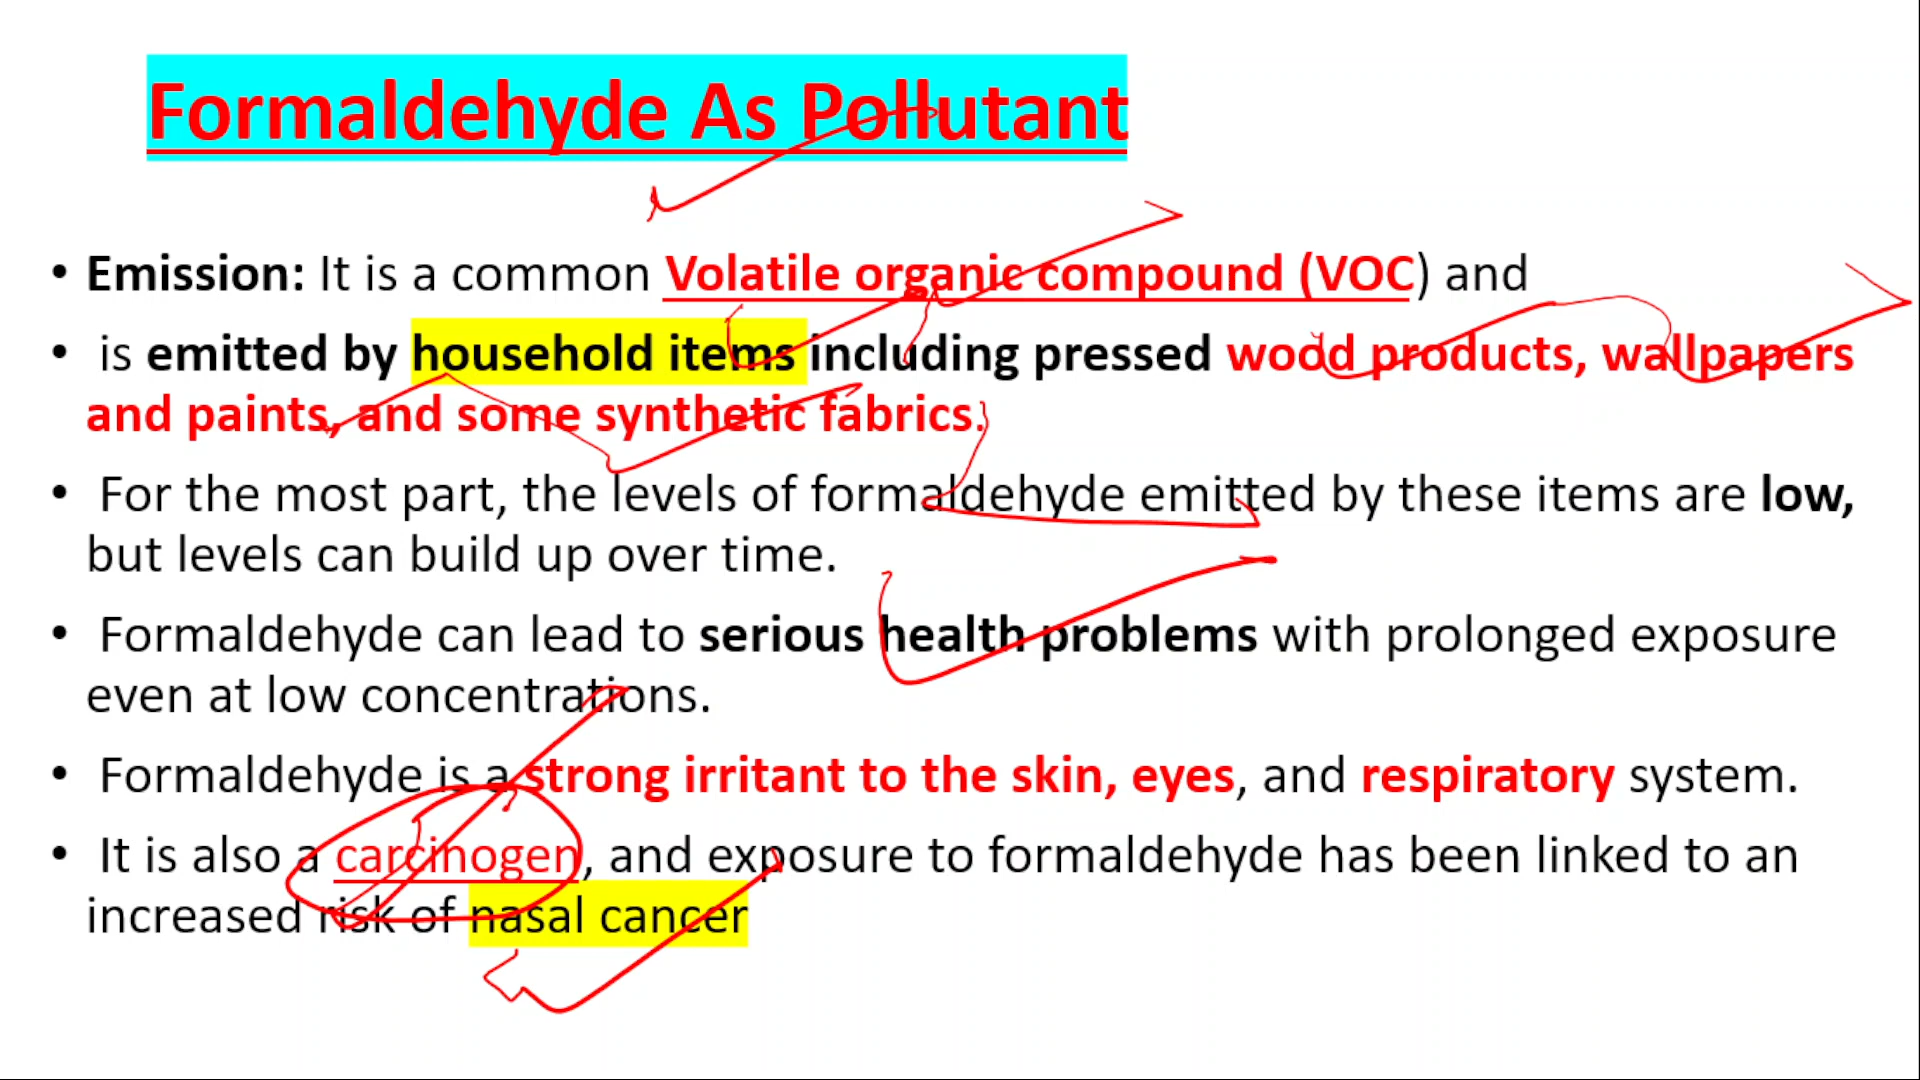 Formaldehyde As Pollutant
• Emission: It is a common Volatile organic compound (VOC) and
• is emitted by household items including pressed wood products, wallpapers
and paints, and some synthetic fabrics.
• For the most part, the levels of formaldehyde emitted by these items are low,
but levels can build up over time.
• Formaldehyde can lead to serious health problems with prolonged exposure
even at low concentrations.
• Formaldehyde is a strong irritant to the skin, eyes, and respiratory system.
• It is also a carcinogen, and exposure to formaldehyde has been linked to an
increased risk of nasal cancer